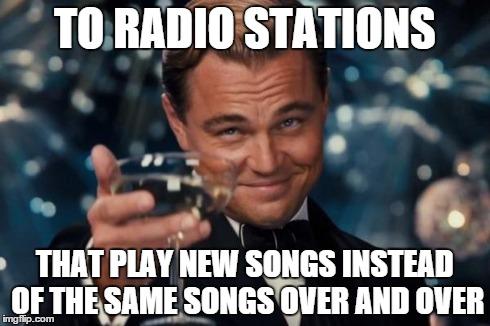 TO RADIO STATIONS
THAT PLAY NEW SONGS INSTEAD
OF THE SAME SONGS OVER AND OVER
imgflip.com